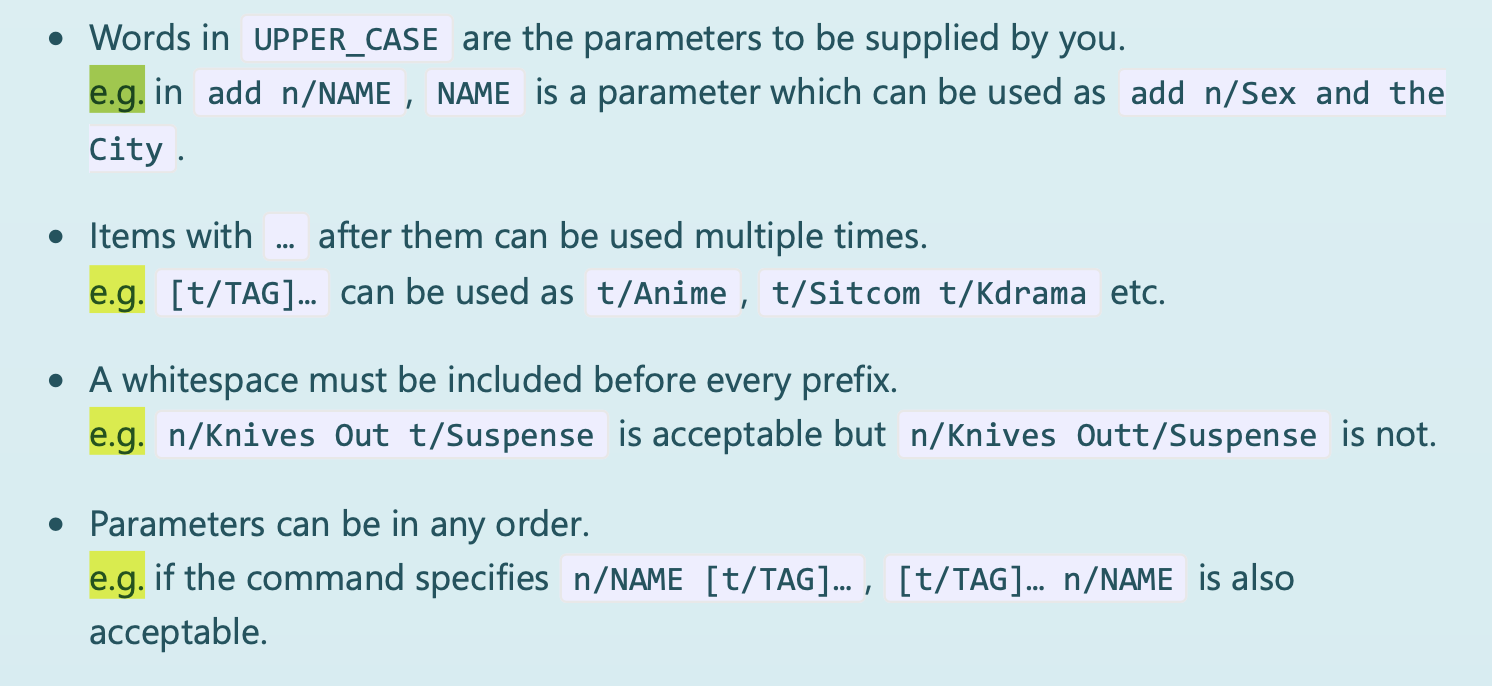 • Words in UPPER_CASE are the parameters to be supplied by you.
e.g. in add n/NAME, NAME is a parameter which can be used as add n/Sex and the
City.
• Items with … after them can be used multiple times.
e.g. [t/TAG]… can be used as t/Anime, t/Sitcom t/Kdrama etc.
• A whitespace must be included before every prefix.
e.g. n/Knives Out t/Suspense is acceptable but n/Knives Outt/Suspense is not.
• Parameters can be in any order.
e.g. if the command specifies n/NAME [t/TAG]…, [t/TAG]… n/NAME is also
acceptable.